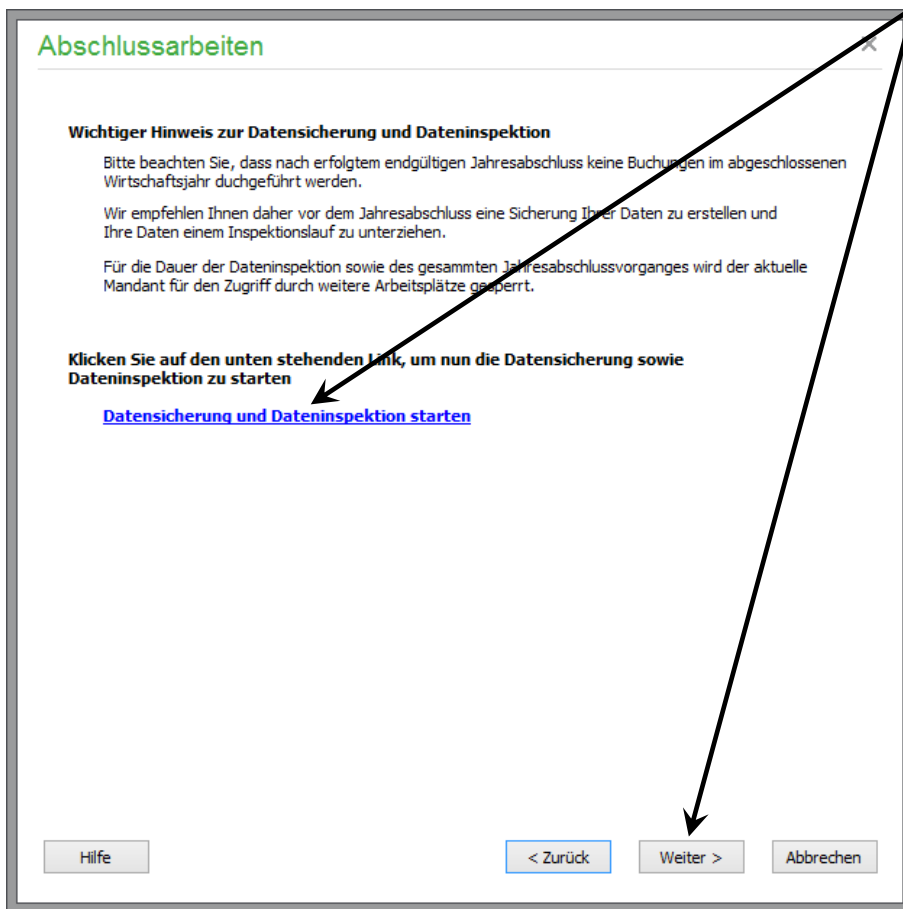 Abschlussarbeiten
Wichtiger Hinweis zur Datensicherung und Dateninspektion
Bitte beachten Sie, dass nach erfolgtem endgültigen Jahresabschluss keine Buchungen im abgeschlossenen
Wirtschaftsjahr duchgeführt werden.
Wir empfehlen Ihnen daher vor dem Jahresabschluss eine Sicherung Ihrer Daten zu erstellen und
Ihre Daten einem Inspektionslauf zu unterziehen.
Für die Dauer der Dateninspektion sowie des gesammten Jahresabschlussvorganges wird der aktuelle
Mandant für den Zugriff durch weitere Arbeitsplätze gesperrt.
Klicken Sie auf den unten stehenden Link, um nun die Datensicherung sowie
Dateninspektion zu starten
Datensicherung und Dateninspektion starten
Hilfe < Zurück Weiter > Abbrechen